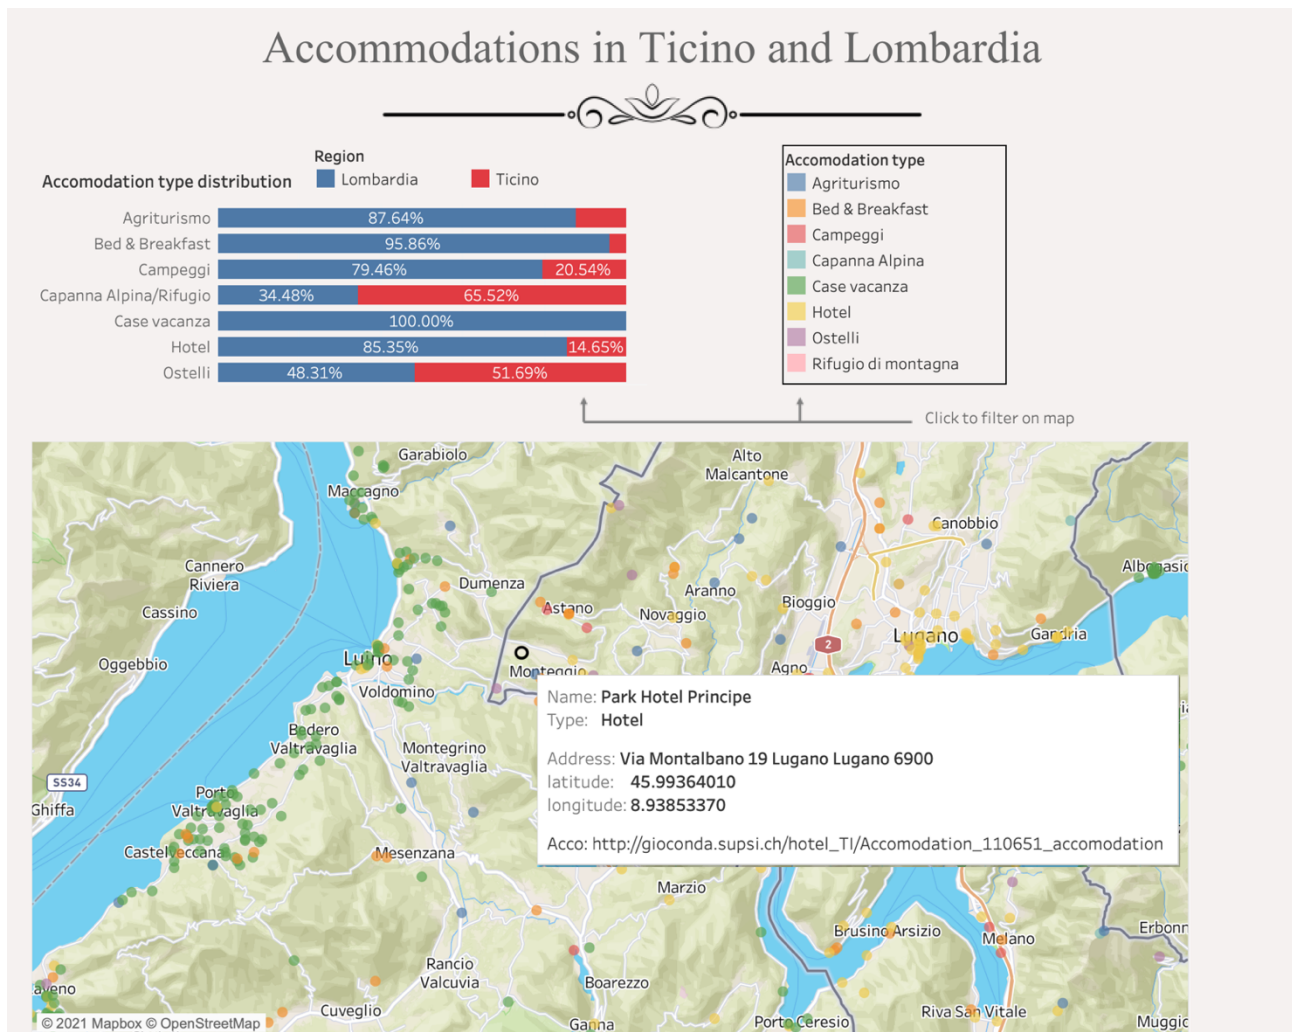 Accommodations in Ticino and Lombardia
Region
Accomodation type distribution
Lombardia
Ticino
Agriturismo
87.64%
Bed & Breakfast
95.86%
Campeggi
79.46%
20.54%
Capanna Alpina/Rifugio
34.48%
65.52%
Case vacanza
100.00%
Hotel
85.35%
14.65%
Ostelli
48.31%
51.69%
Accomodation type
Agriturismo
Bed & Breakfast
Campeggi
Capanna Alpina
Case vacanza
Hotel
Ostelli
Rifugio di montagna
Click to filter on map
Garabiolo
Alto
Malcantone
Maccagno
Canobbio
Cannero
Riviera
Dumenza
Aranno
Cassino
Astano
Novaggio
Bioggio
Lugano
Gandria
2
Oggebbio
Luino
Monteggio
Agno
Voldomino
Name: Park Hotel Principe
Type: Hotel
Address: Via Montalbano 19 Lugano Lugano 6900
latitude: 45.99364010
longitude: 8.93853370
Acco: http://gioconda.supsi.ch/hotel_TI/Accomodation_110651_accomodation
Bedero
Valtravaglia
Montegrino
Valtravaglia
SS34
Ghiffa
Porto
Valtravaglia
Castelveccana
Mesenzana
Marzio
Brusino Arsizio
Melano
Rancio
Valcuvia
Boarezzo
Cuveglio
Ganna
Porto Ceresio
Riva San Vitale
© 2021 Mapbox © OpenStreetMap